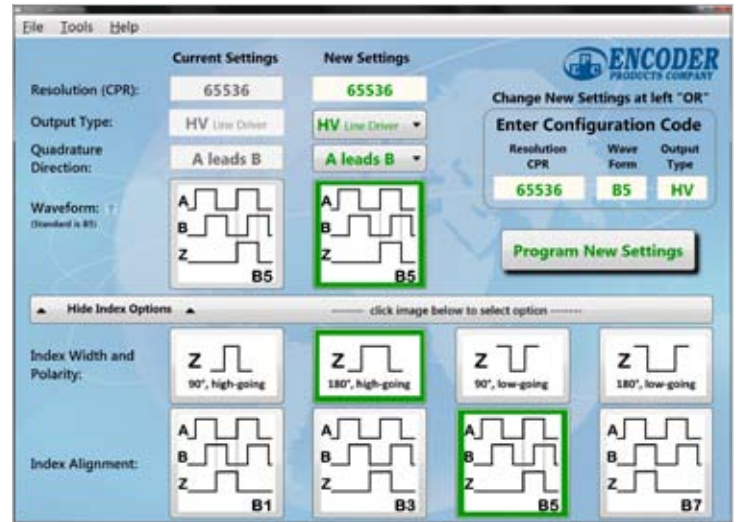 File Tools Help
Current Settings New Settings
ENCODER
PRODUCTS COMPANY
Resolution (CPR): 65536 65536
Change New Settings at left "OR"
Output Type: HV Line Driver HV Line Driver
Enter Configuration Code
Quadrature
Direction: A leads B A leads B
Resolution
CPR
Wave
Form
Output
Type
65536 B5 HV
Waveform: ↑
(Standard is B5)
A
B
Z
B5
A
B
Z
B5
Program New Settings
Hide Index Options
------ click image below to select option ------
Index Width and
Polarity:
Z
90°, high-going
Z
180°, high-going
Z
90°, low-going
Z
180°, low-going
Index Alignment:
A
B
Z
B1
A
B
Z
B3
A
B
Z
B5
A
B
Z
B7